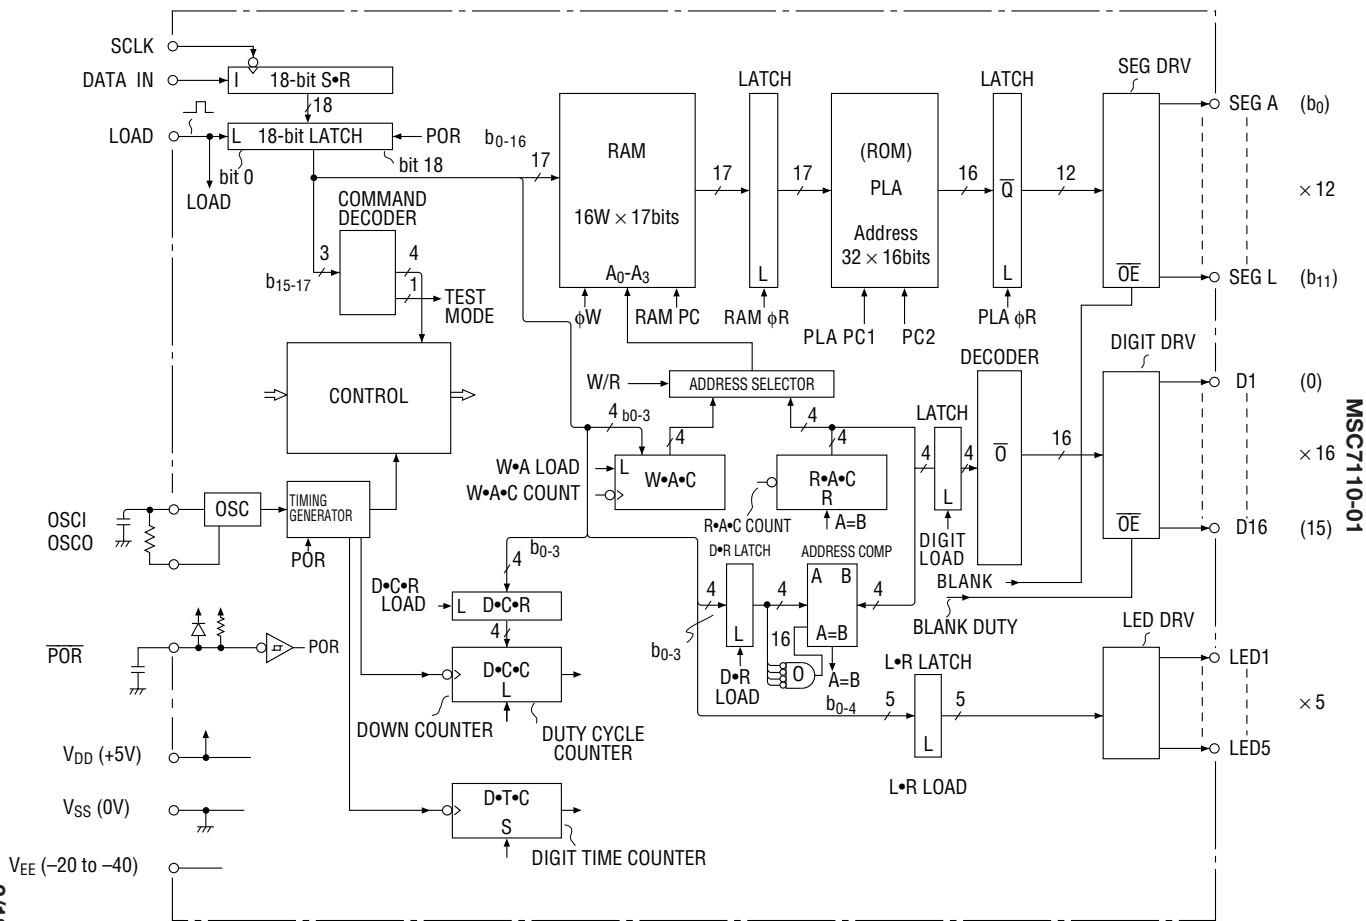 SCLK
DATA IN
I 18-bit S•R
18
LOAD
L 18-bit LATCH
POR
bit 0
bit 18
LOAD
COMMAND
DECODER
3
b15-17
4
1
TEST
MODE
CONTROL
b0-16
17
RAM
16W × 17bits
A0-A3
ϕW
RAM PC
17
LATCH
L
RAM ϕR
17
(ROM)
PLA
Address
32 × 16bits
PLA PC1
PC2
16
LATCH
Q̅
L
PLA ϕR
12
SEG DRV
O̅E̅
SEG A (b0)
× 12
SEG L (b11)
W/R
ADDRESS SELECTOR
4 b0-3
4
4
4
W•A LOAD
L
W•A•C
W•A•C COUNT
R•A•C
R
R•A•C COUNT
A=B
LATCH
4
L
4
DIGIT
LOAD
DECODER
O̅
16
DIGIT DRV
O̅E̅
D1 (0)
× 16
D16 (15)
BLANK
BLANK DUTY
OSCI
OSCO
OSC
TIMING
GENERATOR
POR
P̅O̅R̅
POR
b0-3
4
D•C•R
LOAD
L D•C•R
4
D•C•C
L
DOWN COUNTER
DUTY CYCLE
COUNTER
D•T•C
S
DIGIT TIME COUNTER
D•R LATCH
4
b0-3
L
D•R
LOAD
4
16
O
ADDRESS COMP
A B
A=B
4
A=B
b0-4
5
L•R LATCH
L
5
L•R LOAD
LED DRV
LED1
× 5
LED5
VDD (+5V)
VSS (0V)
VEE (–20 to –40)
MSC7110-01